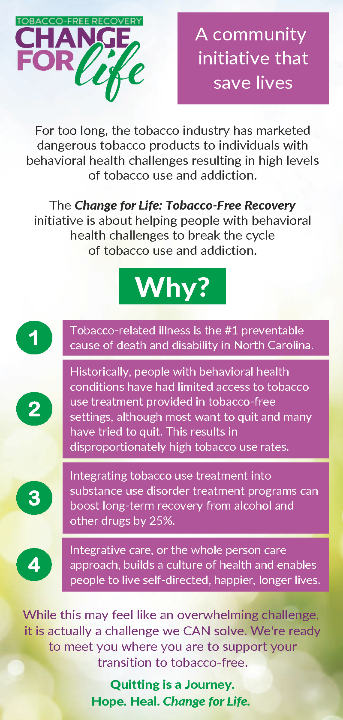 TOBACCO-FREE RECOVERY
CHANGE
FOR life
A community
initiative that
save lives
For too long, the tobacco industry has marketed
dangerous tobacco products to individuals with
behavioral health challenges resulting in high levels
of tobacco use and addiction.
The Change for Life: Tobacco-Free Recovery
initiative is about helping people with behavioral
health challenges to break the cycle
of tobacco use and addiction.
Why?
1
Tobacco-related illness is the #1 preventable
cause of death and disability in North Carolina.
2
Historically, people with behavioral health
conditions have had limited access to tobacco
use treatment provided in tobacco-free
settings, although most want to quit and many
have tried to quit. This results in
disproportionately high tobacco use rates.
3
Integrating tobacco use treatment into
substance use disorder treatment programs can
boost long-term recovery from alcohol and
other drugs by 25%.
4
Integrative care, or the whole person care
approach, builds a culture of health and enables
people to live self-directed, happier, longer lives.
While this may feel like an overwhelming challenge,
it is actually a challenge we CAN solve. We're ready
to meet you where you are to support your
transition to tobacco-free.
Quitting is a Journey.
Hope. Heal. Change for Life.